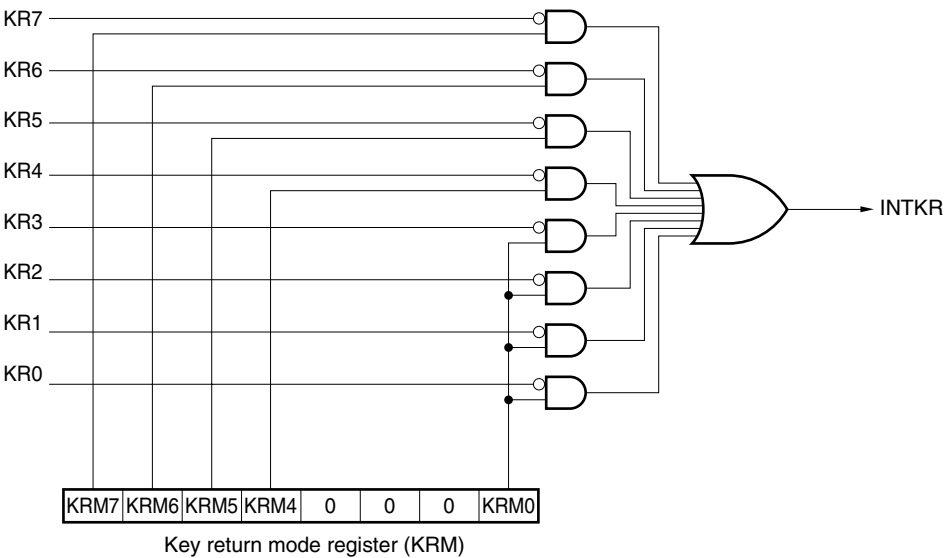 KR7
KR6
KR5
KR4
KR3
KR2
KR1
KR0
INTKR
KRM7 KRM6 KRM5 KRM4 0 0 0 KRM0
Key return mode register (KRM)